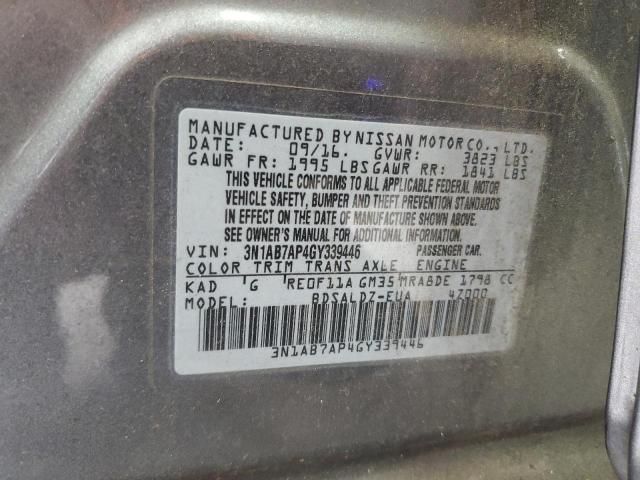 MANUFACTURED BY NISSAN MOTOR CO., LTD.
DATE: 09/16. GVWR: 3823 LBS
GAWR FR: 1995 LBS GAWR RR: 1841 LBS
THIS VEHICLE CONFORMS TO ALL APPLICABLE FEDERAL MOTOR
VEHICLE SAFETY, BUMPER AND THEFT PREVENTION STANDARDS
IN EFFECT ON THE DATE OF MANUFACTURE SHOWN ABOVE.
SEE OWNER'S MANUAL FOR ADDITIONAL INFORMATION.
VIN: 3N1AB7AP4GY339446 PASSENGER CAR.
COLOR TRIM TRANS AXLE ENGINE
KAD G RE0F11A GM35 MRA8DE 1798 CC
MODEL: BDSALDZ-EUA 4Z000
3N1AB7AP4GY339446